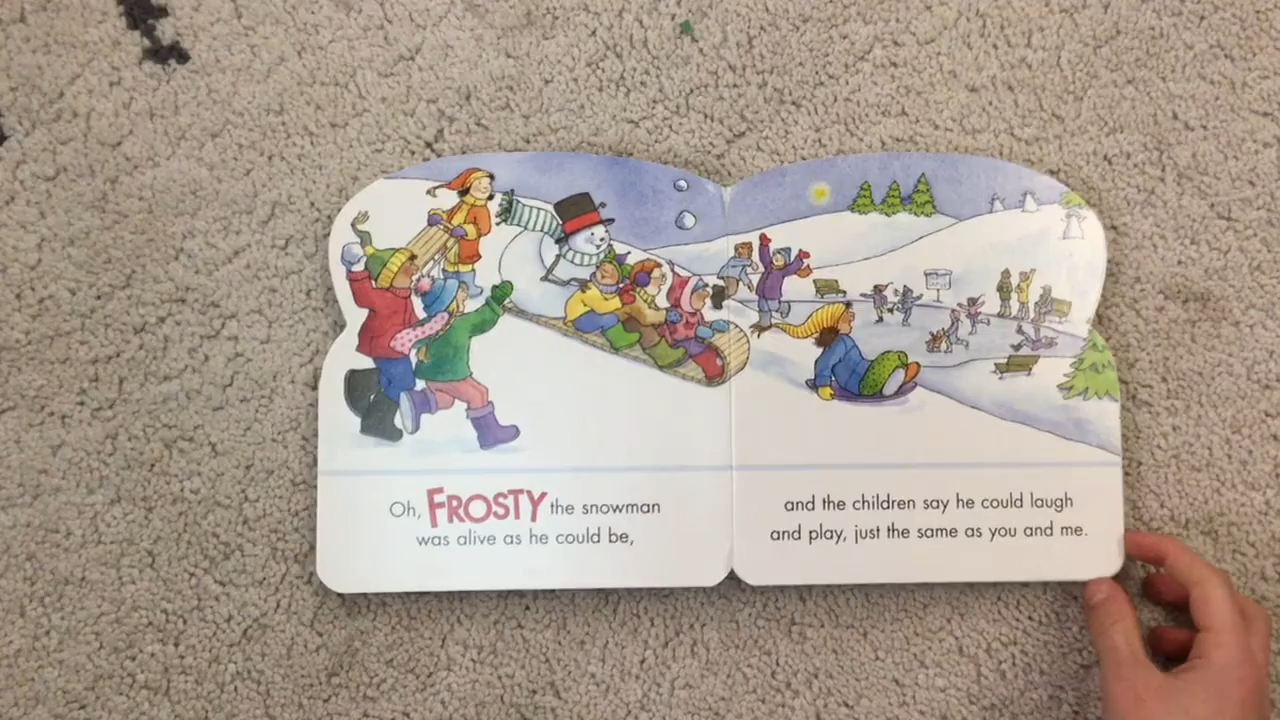 Oh, FROSTY the snowman
was alive as he could be,
and the children say he could laugh
and play, just the same as you and me.